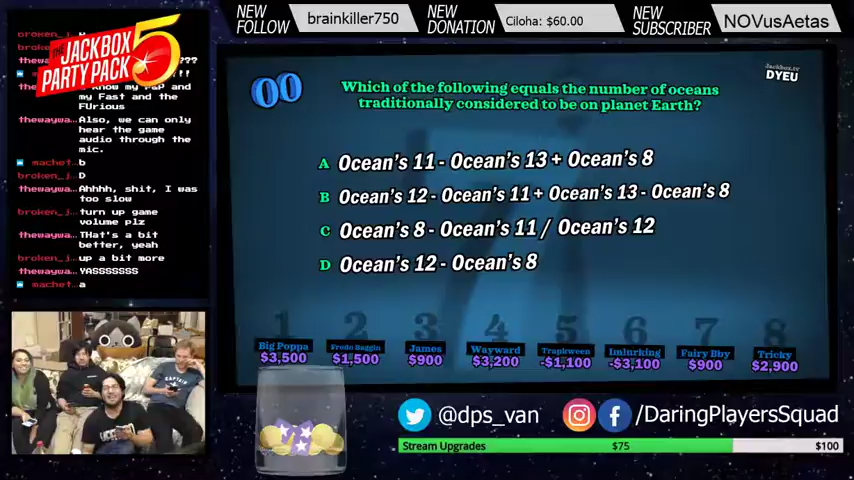 NEW
FOLLOW
brainkiller750
NEW
DONATION
Ciloha: $60.00
NEW
SUBSCRIBER
NOVusAetas
THE
JACKBOX
PARTY PACK 5
my Fast and the
FUrious
thewaywa… Also, we can only
hear the game
audio through the
mic.
machet… b
broken_j… D
thewaywa… Ahhhh, shit, I was
too slow
broken_j… turn up game
volume plz
thewaywa… THat's a bit
better, yeah
broken_j… up a bit more
thewaywa… YASSSSSSS
machet… a
00
Which of the following equals the number of oceans
traditionally considered to be on planet Earth?
Jackbox.tv
DYEU
A Ocean's 11 - Ocean's 13 + Ocean's 8
B Ocean's 12 - Ocean's 11 + Ocean's 13 - Ocean's 8
C Ocean's 8 - Ocean's 11 / Ocean's 12
D Ocean's 12 - Ocean's 8
1 2 3 4 5 6 7 8
Big Poppa Frodo Baggin James Wayward Trapkween Imlurking Fairy Bby Tricky
$3,500 $1,500 $900 $3,200 -$1,100 -$3,100 $900 $2,900
@dps_van /DaringPlayersSquad
Stream Upgrades $75 $100